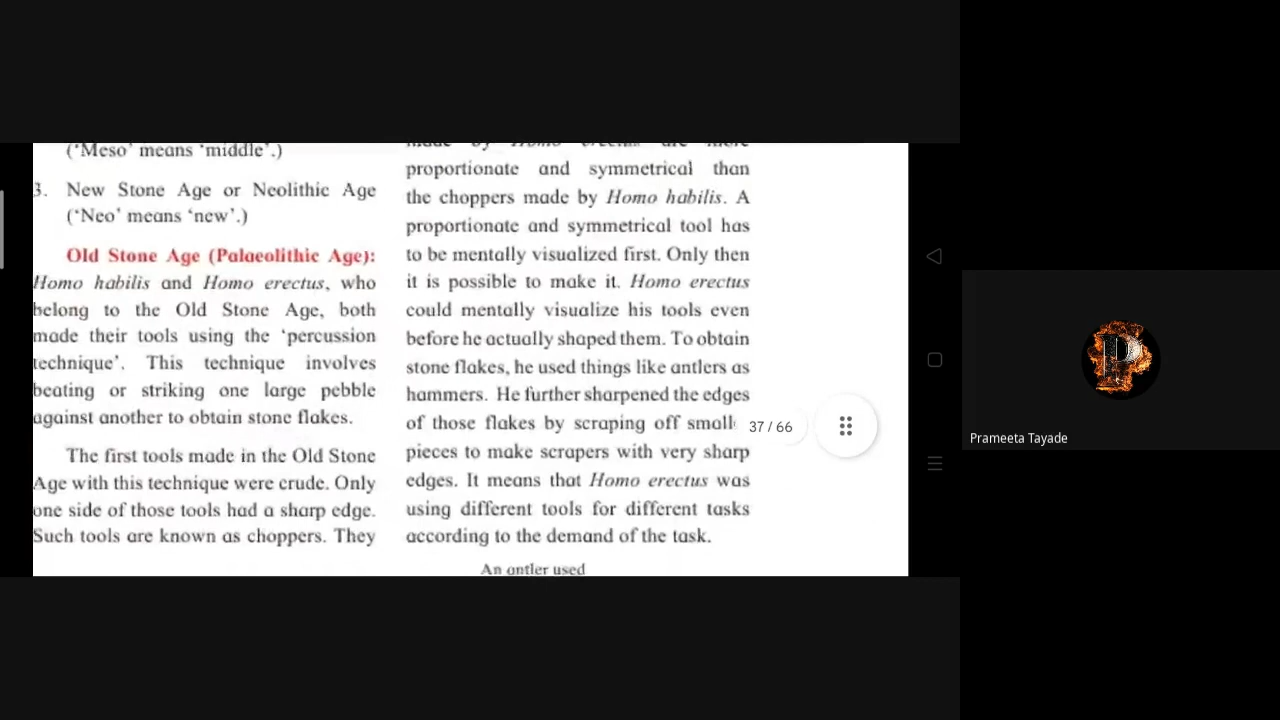 ('Meso' means 'middle'.)
3. New Stone Age or Neolithic Age
('Neo' means 'new'.)
Old Stone Age (Palaeolithic Age):
Homo habilis and Homo erectus, who
belong to the Old Stone Age, both
made their tools using the 'percussion
technique'. This technique involves
beating or striking one large pebble
against another to obtain stone flakes.
The first tools made in the Old Stone
Age with this technique were crude. Only
one side of those tools had a sharp edge.
Such tools are known as choppers. They
made by Homo erectus are more
proportionate and symmetrical than
the choppers made by Homo habilis. A
proportionate and symmetrical tool has
to be mentally visualized first. Only then
it is possible to make it. Homo erectus
could mentally visualize his tools even
before he actually shaped them. To obtain
stone flakes, he used things like antlers as
hammers. He further sharpened the edges
of those flakes by scraping off small
pieces to make scrapers with very sharp
edges. It means that Homo erectus was
using different tools for different tasks
according to the demand of the task.
An antler used
37 / 66
P
Prameeta Tayade